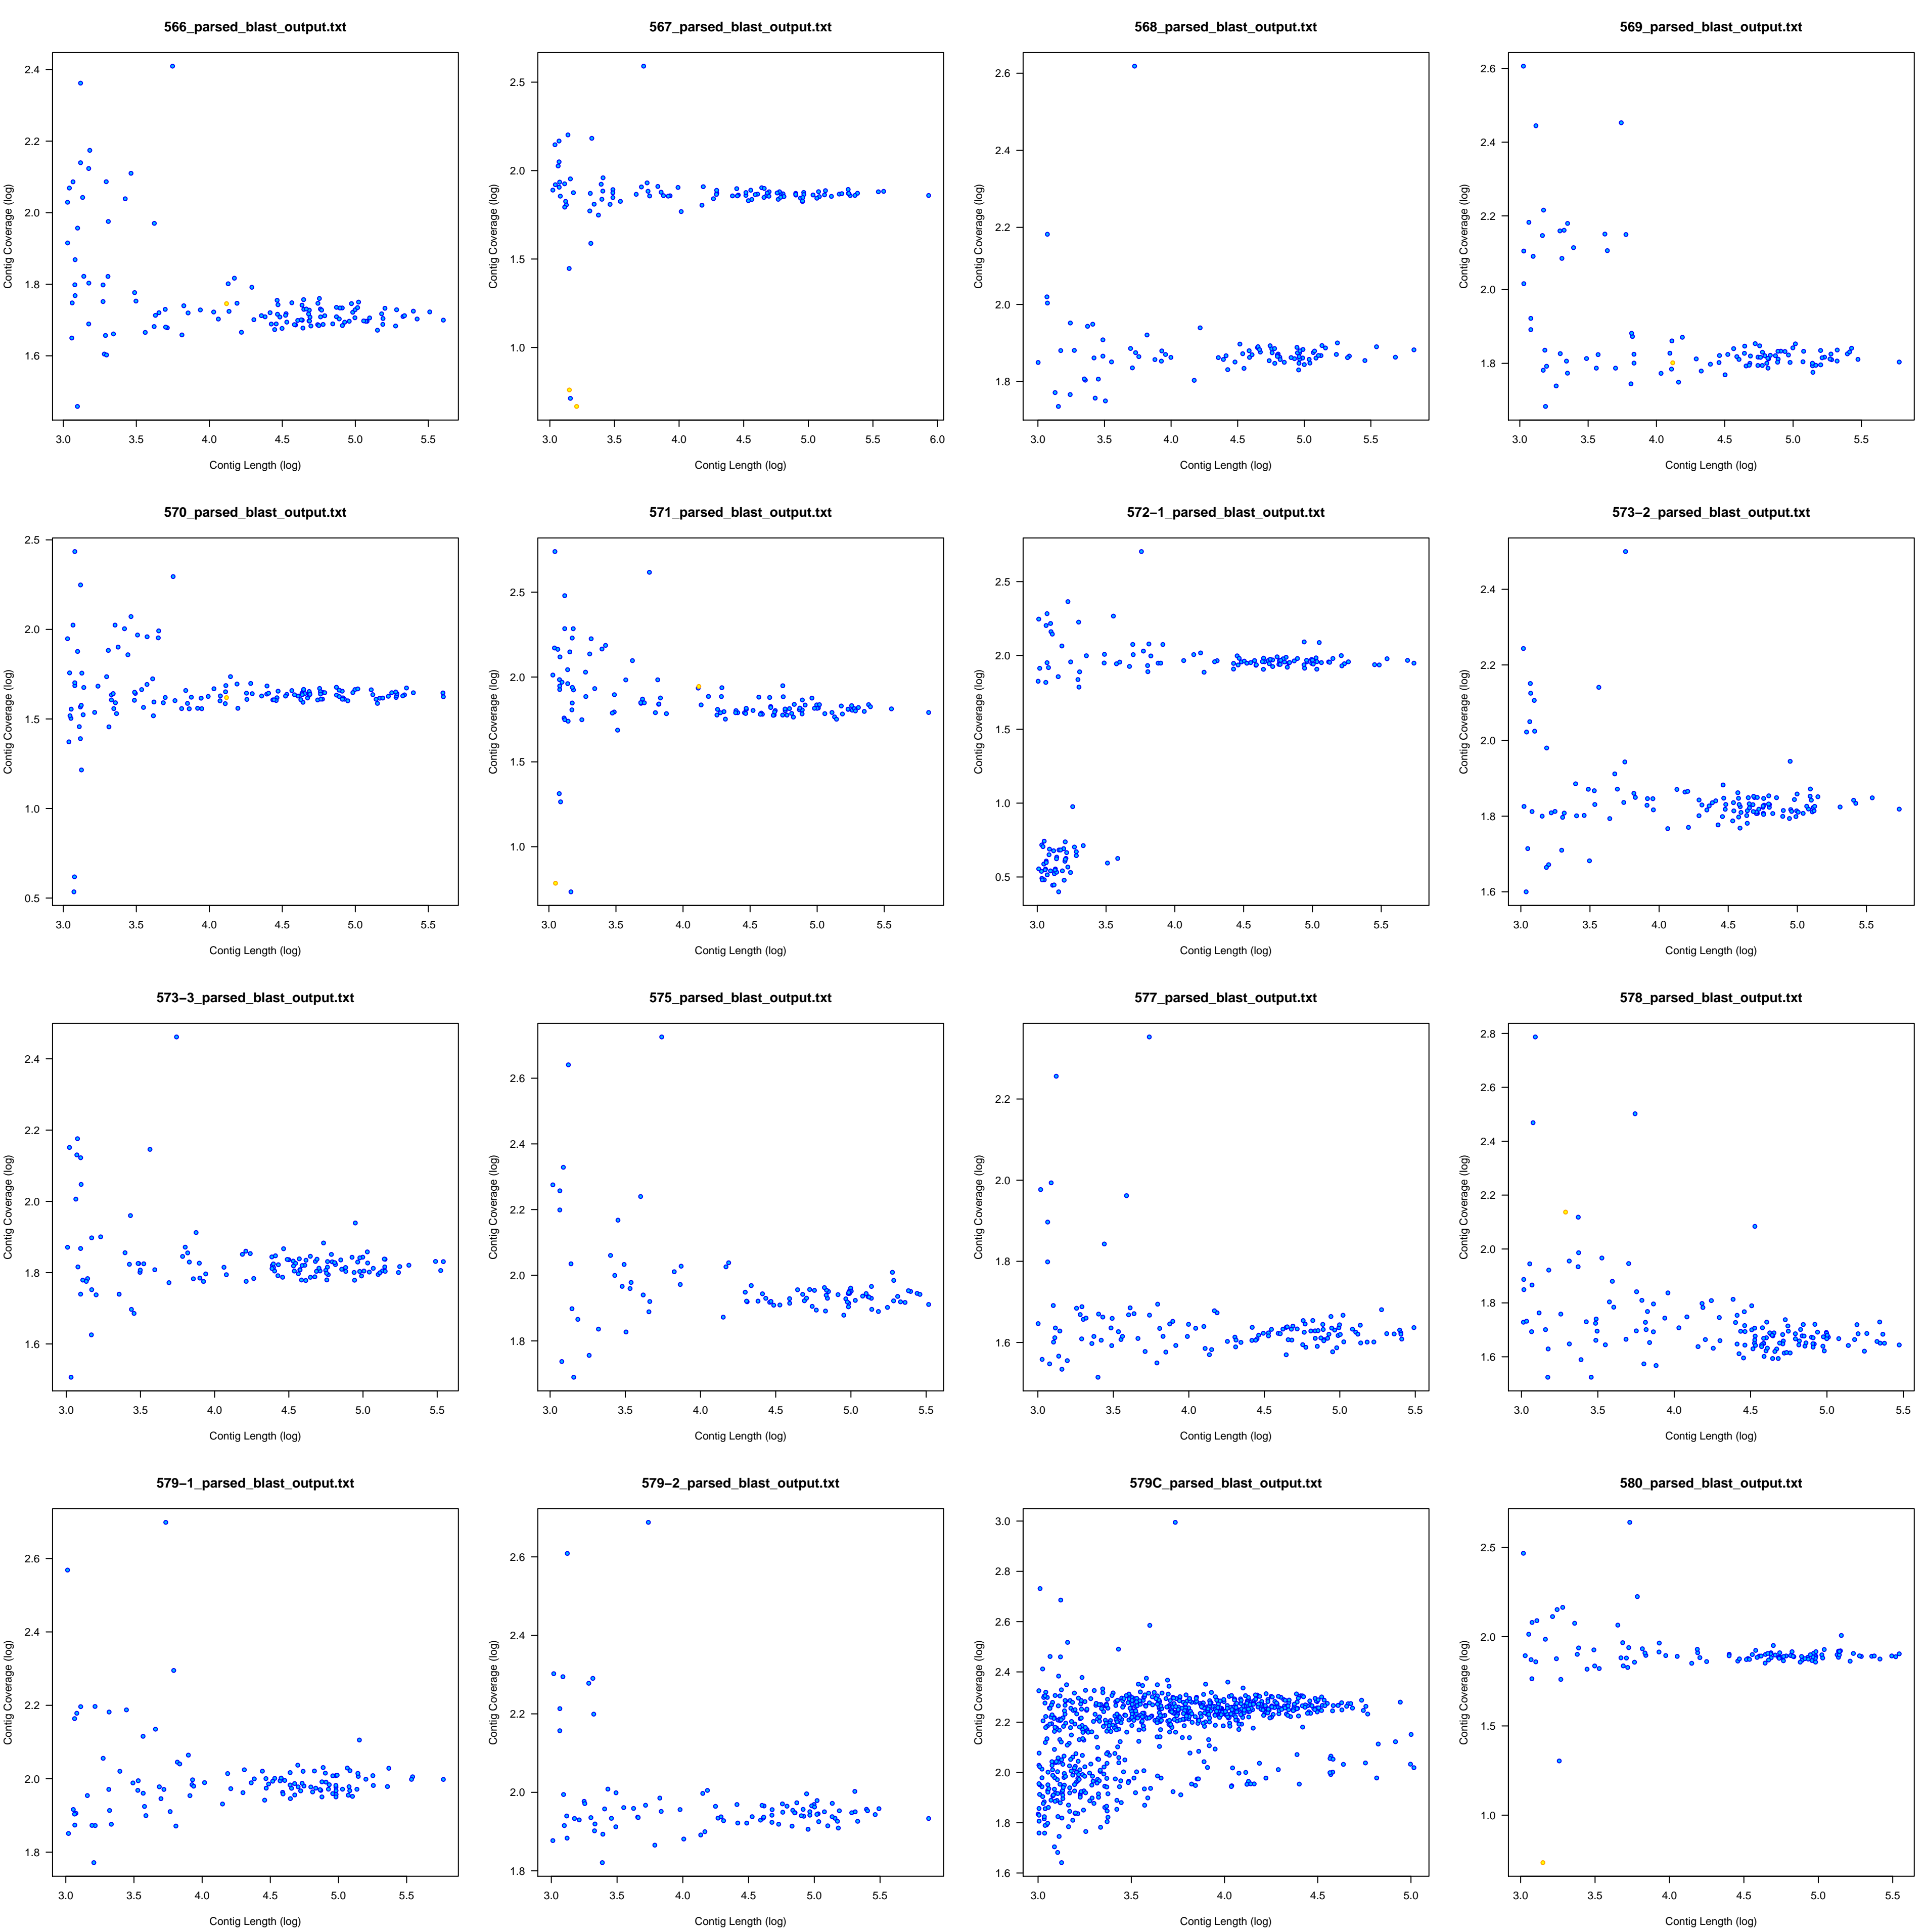 566_parsed_blast_output.txt
Contig Coverage (log)
2.4
2.2
2.0
1.8
1.6
3.0 3.5 4.0 4.5 5.0 5.5
Contig Length (log)
567_parsed_blast_output.txt
Contig Coverage (log)
2.5
2.0
1.5
1.0
3.0 3.5 4.0 4.5 5.0 5.5 6.0
Contig Length (log)
568_parsed_blast_output.txt
Contig Coverage (log)
2.6
2.4
2.2
2.0
1.8
3.0 3.5 4.0 4.5 5.0 5.5
Contig Length (log)
569_parsed_blast_output.txt
Contig Coverage (log)
2.6
2.4
2.2
2.0
1.8
3.0 3.5 4.0 4.5 5.0 5.5
Contig Length (log)
570_parsed_blast_output.txt
Contig Coverage (log)
2.5
2.0
1.5
1.0
0.5
3.0 3.5 4.0 4.5 5.0 5.5
Contig Length (log)
571_parsed_blast_output.txt
Contig Coverage (log)
2.5
2.0
1.5
1.0
3.0 3.5 4.0 4.5 5.0 5.5
Contig Length (log)
572−1_parsed_blast_output.txt
Contig Coverage (log)
2.5
2.0
1.5
1.0
0.5
3.0 3.5 4.0 4.5 5.0 5.5
Contig Length (log)
573−2_parsed_blast_output.txt
Contig Coverage (log)
2.4
2.2
2.0
1.8
1.6
3.0 3.5 4.0 4.5 5.0 5.5
Contig Length (log)
573−3_parsed_blast_output.txt
Contig Coverage (log)
2.4
2.2
2.0
1.8
1.6
3.0 3.5 4.0 4.5 5.0 5.5
Contig Length (log)
575_parsed_blast_output.txt
Contig Coverage (log)
2.6
2.4
2.2
2.0
1.8
3.0 3.5 4.0 4.5 5.0 5.5
Contig Length (log)
577_parsed_blast_output.txt
Contig Coverage (log)
2.2
2.0
1.8
1.6
3.0 3.5 4.0 4.5 5.0 5.5
Contig Length (log)
578_parsed_blast_output.txt
Contig Coverage (log)
2.8
2.6
2.4
2.2
2.0
1.8
1.6
3.0 3.5 4.0 4.5 5.0 5.5
Contig Length (log)
579−1_parsed_blast_output.txt
Contig Coverage (log)
2.6
2.4
2.2
2.0
1.8
3.0 3.5 4.0 4.5 5.0 5.5
Contig Length (log)
579−2_parsed_blast_output.txt
Contig Coverage (log)
2.6
2.4
2.2
2.0
1.8
3.0 3.5 4.0 4.5 5.0 5.5
Contig Length (log)
579C_parsed_blast_output.txt
Contig Coverage (log)
3.0
2.8
2.6
2.4
2.2
2.0
1.8
1.6
3.0 3.5 4.0 4.5 5.0
Contig Length (log)
580_parsed_blast_output.txt
Contig Coverage (log)
2.5
2.0
1.5
1.0
3.0 3.5 4.0 4.5 5.0 5.5
Contig Length (log)